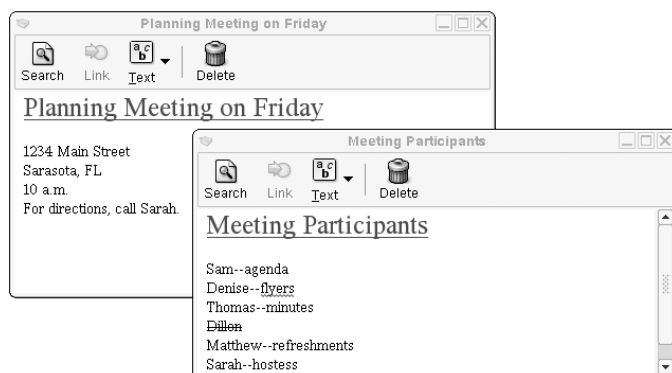 Planning Meeting on Friday
Search Link Text Delete
Planning Meeting on Friday
1234 Main Street
Sarasota, FL
10 a.m.
For directions, call Sarah.
Meeting Participants
Search Link Text Delete
Meeting Participants
Sam--agenda
Denise--flyers
Thomas--minutes
Dillon
Matthew--refreshments
Sarah--hostess